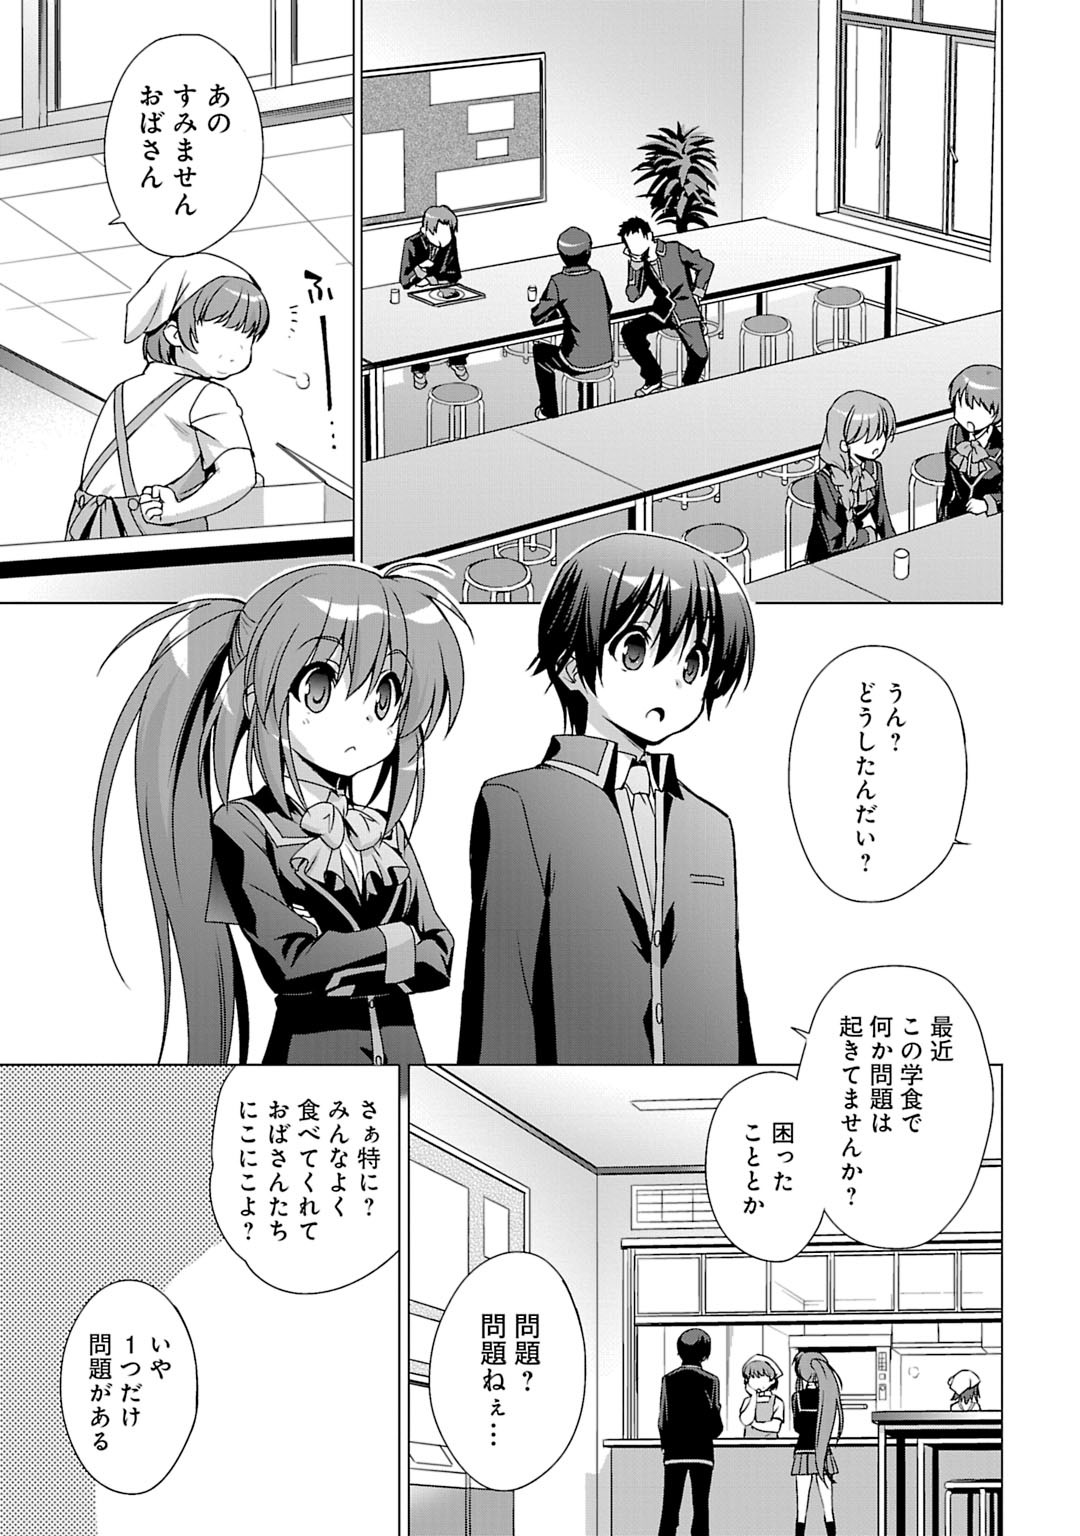 ふー…
あの
すみません
おばさん
うん？
どうしたんだい？
最近
この学食で
何か問題は
起きてませんか？
困った
こととか
問題？
問題ねぇ…
さぁ特に？
みんなよく
食べてくれて
おばさんたち
にこにこよ？
いや
１つだけ
問題がある